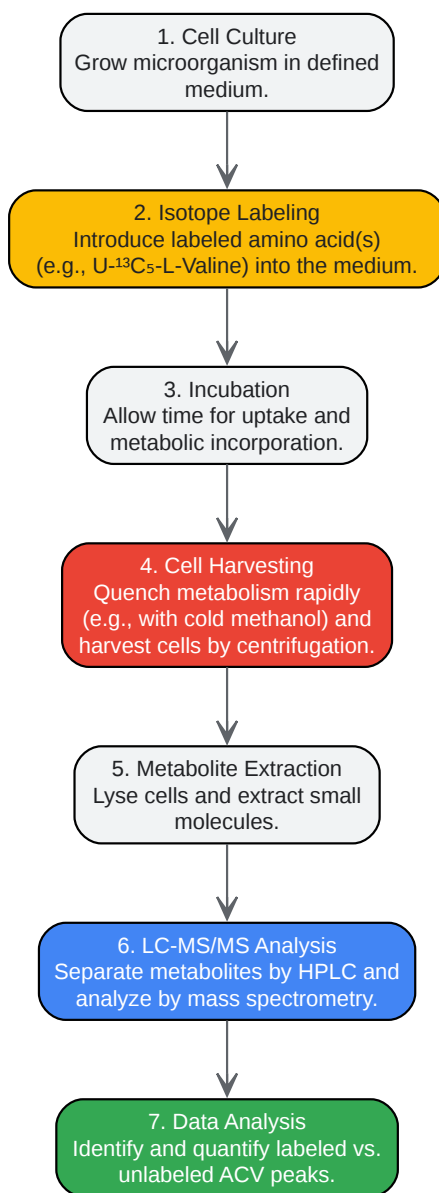 1. Cell Culture
Grow microorganism in defined
medium.
2. Isotope Labeling
Introduce labeled amino acid(s)
(e.g., U-¹³C₅-L-Valine) into the medium.
3. Incubation
Allow time for uptake and
metabolic incorporation.
4. Cell Harvesting
Quench metabolism rapidly
(e.g., with cold methanol) and
harvest cells by centrifugation.
5. Metabolite Extraction
Lyse cells and extract small
molecules.
6. LC-MS/MS Analysis
Separate metabolites by HPLC and
analyze by mass spectrometry.
7. Data Analysis
Identify and quantify labeled vs.
unlabeled ACV peaks.